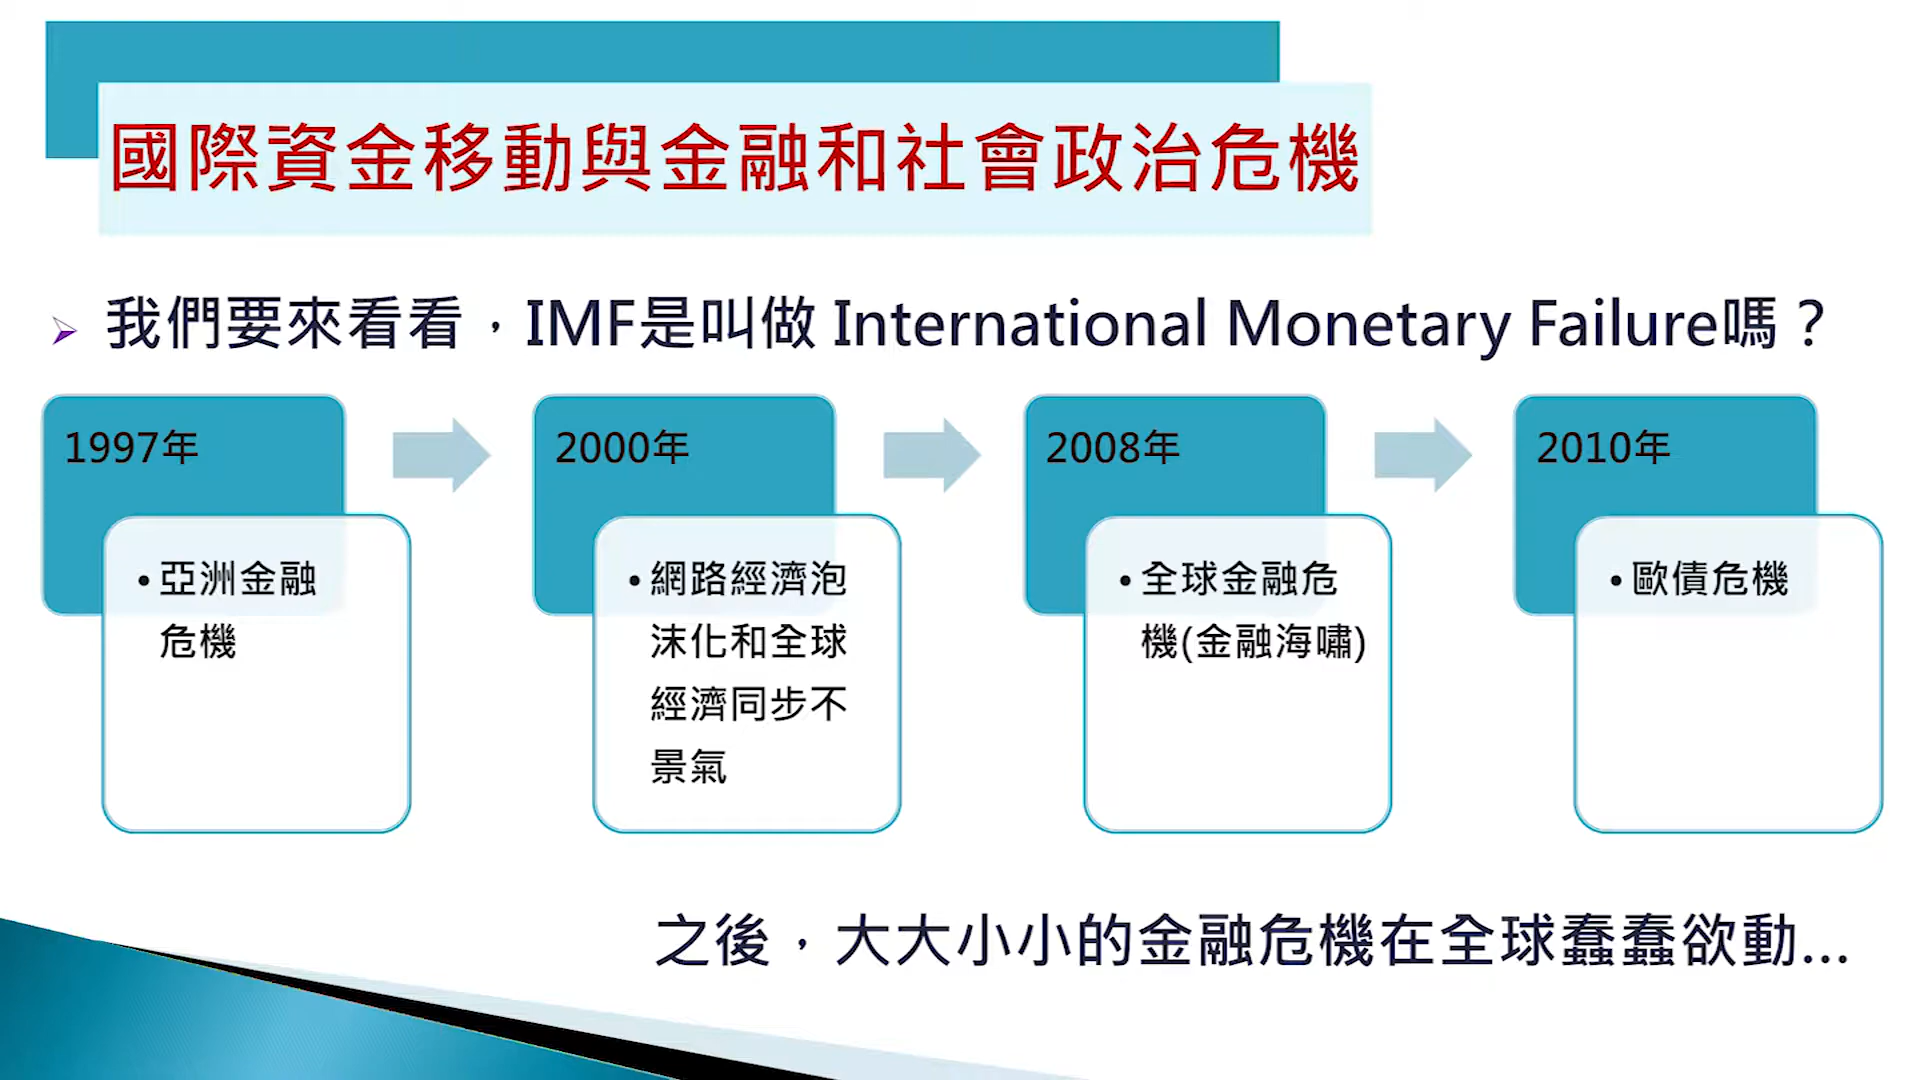 國際資金移動與金融和社會政治危機
我們要來看看，IMF是叫做 International Monetary Failure嗎？
1997年
•亞洲金融
危機
2000年
•網路經濟泡
沫化和全球
經濟同步不
景氣
2008年
•全球金融危
機(金融海嘯)
2010年
•歐債危機
之後，大大小小的金融危機在全球蠢蠢欲動...